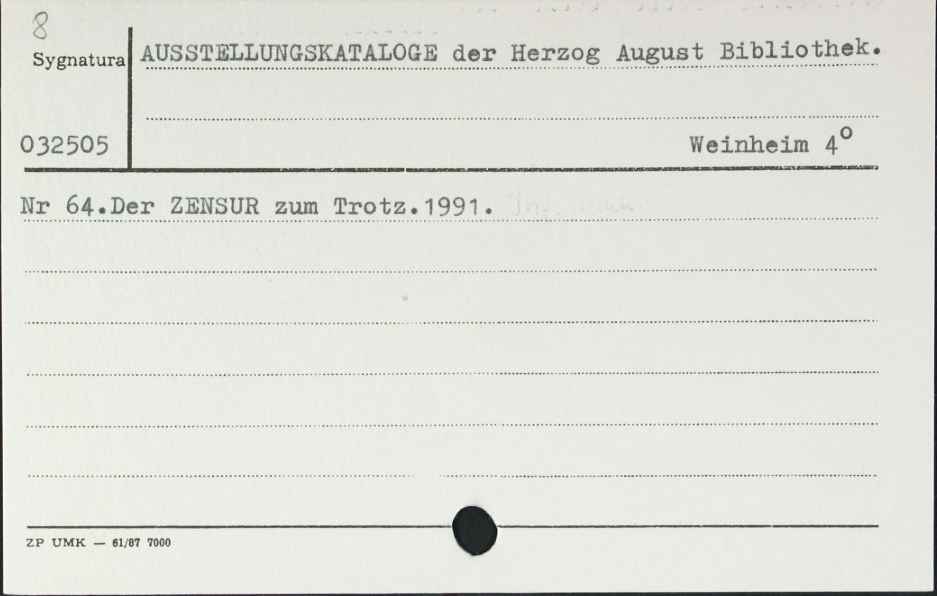 8
Sygnatura
AUSSTELLUNGSKATALOGE der Herzog August Bibliothek.
032505
Weinheim 4°
Nr 64.Der ZENSUR zum Trotz.1991.
ZP UMK — 61/87 7000